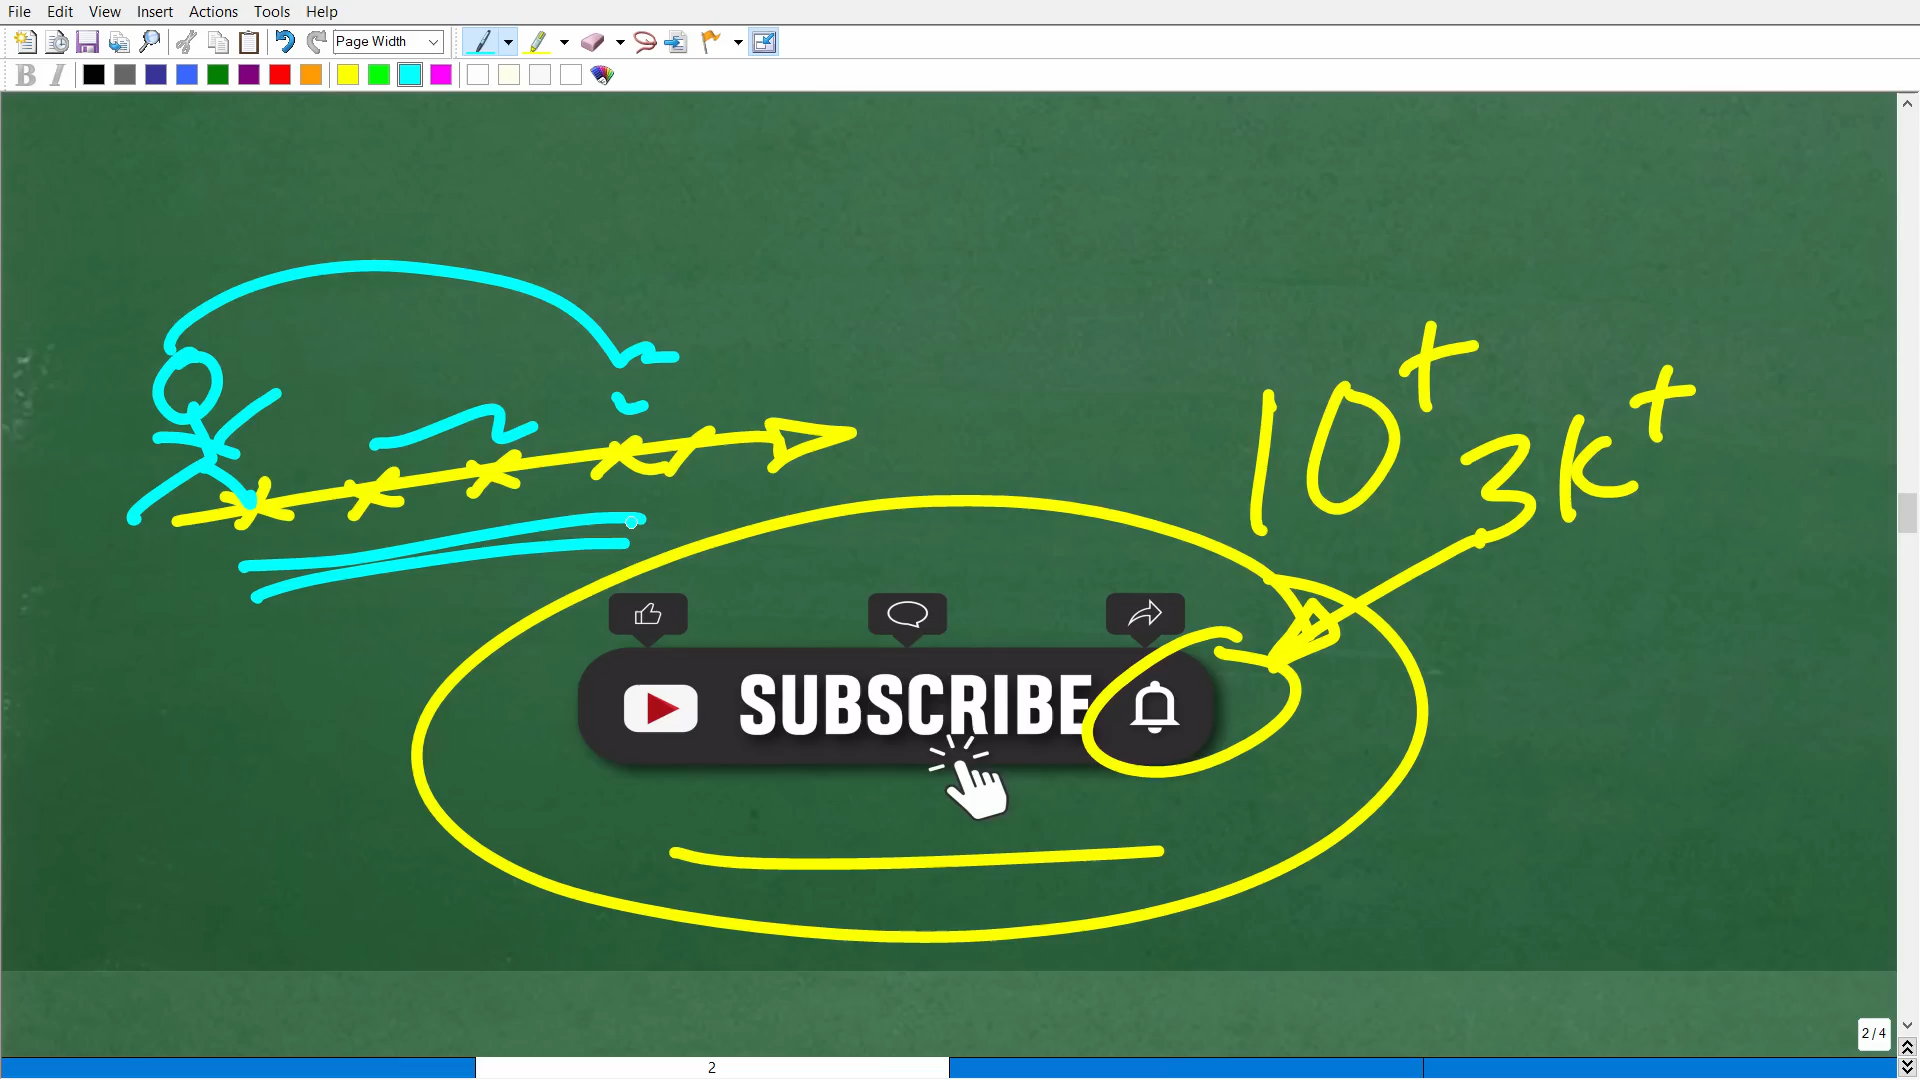 File Edit View Insert Actions Tools Help
Page Width
B I
10+ 3K+
SUBSCRIBE
2 / 4
2